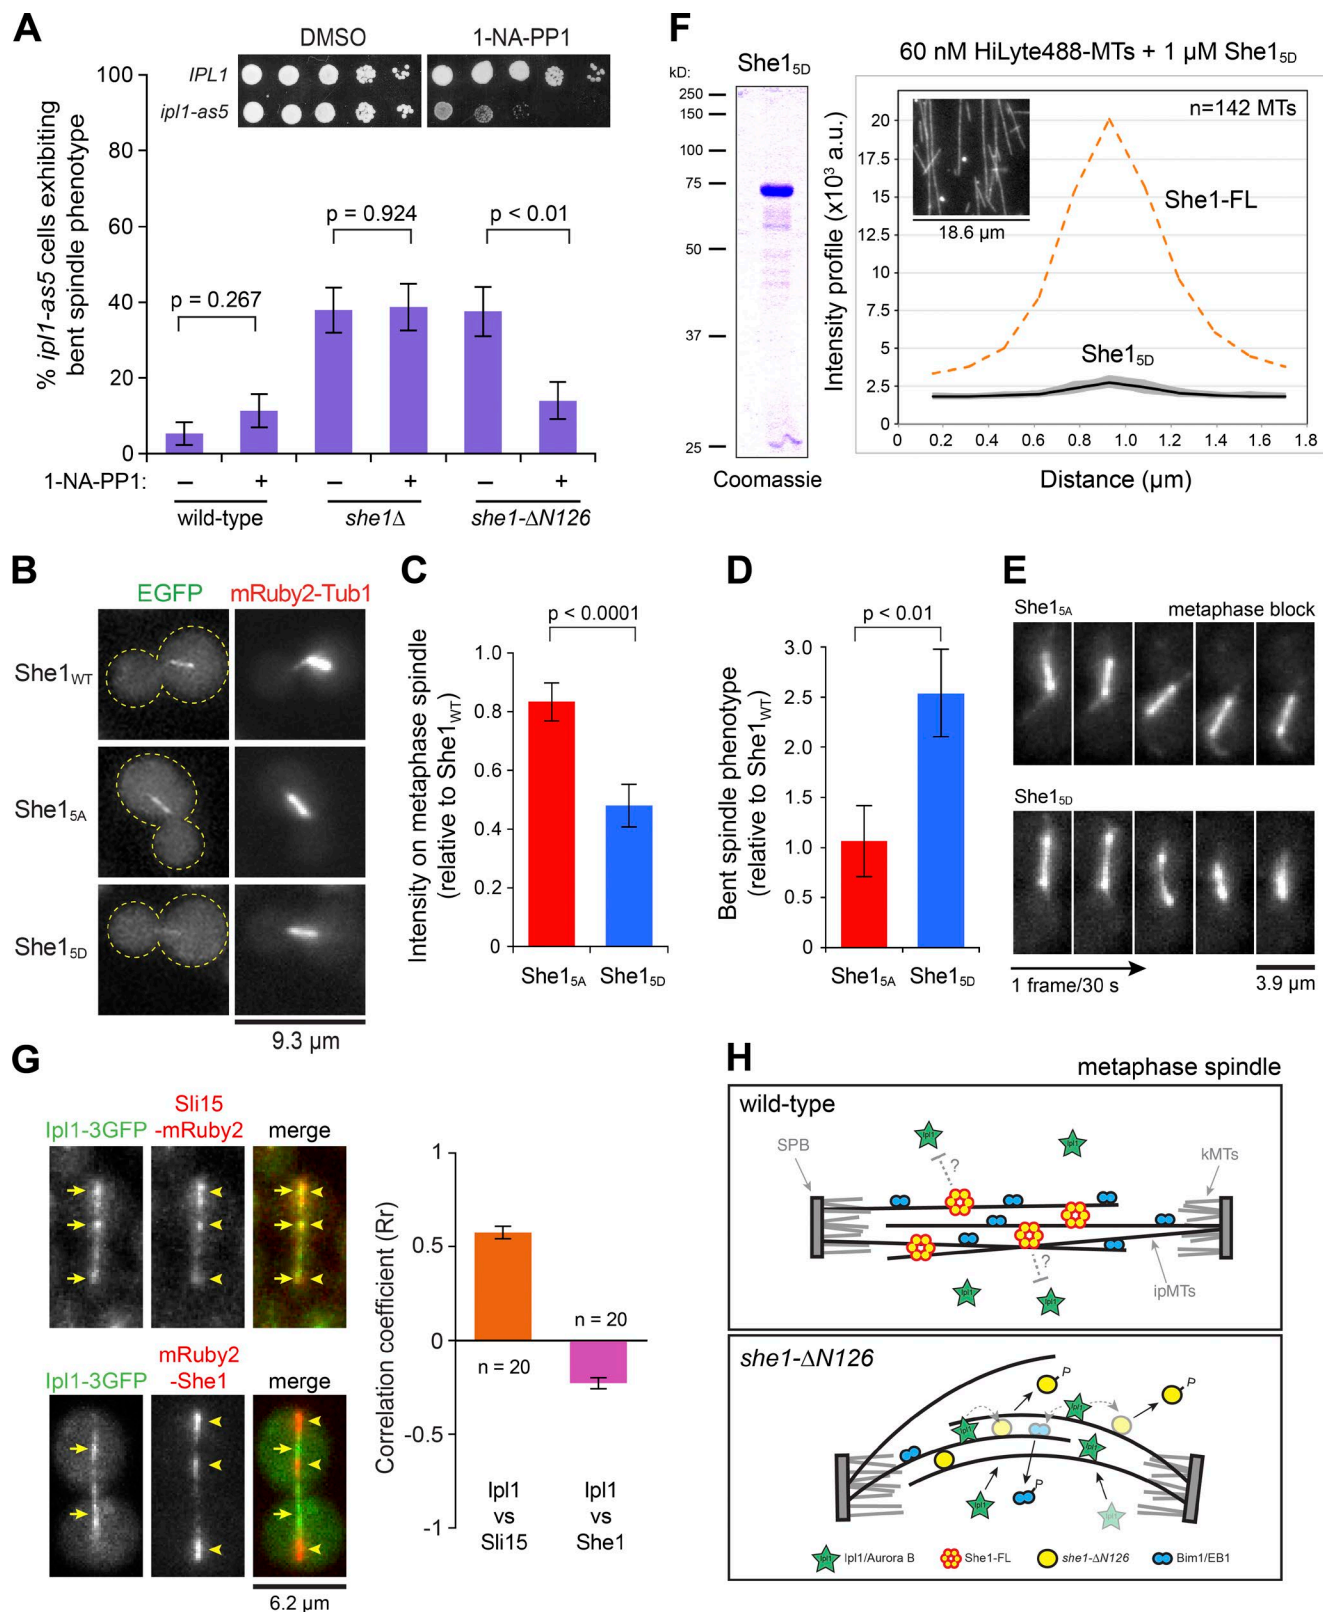 A
DMSO
1-NA-PP1
IPL1
ipl1-as5
% ipl1-as5 cells exhibiting
bent spindle phenotype
100
80
60
40
20
0
p = 0.267
p = 0.924
p < 0.01
1-NA-PP1:
– + – + – +
wild-type
she1Δ
she1-ΔN126
F
60 nM HiLyte488-MTs + 1 µM She15D
kD:
She15D
250
150
100
75
50
37
25
Coomassie
Intensity profile (x10³ a.u.)
20
17.5
15
12.5
10
7.5
5
2.5
0
n=142 MTs
18.6 µm
She1-FL
She15D
0 0.2 0.4 0.6 0.8 1.0 1.2 1.4 1.6 1.8
Distance (µm)
B
EGFP
mRuby2-Tub1
She1WT
She15A
She15D
9.3 µm
C
p < 0.0001
Intensity on metaphase spindle
(relative to She1WT)
1.0
0.8
0.6
0.4
0.2
0
She15A
She15D
D
p < 0.01
Bent spindle phenotype
(relative to She1WT)
3.0
2.5
2.0
1.5
1.0
0.5
0
She15A
She15D
E
She15A
metaphase block
She15D
1 frame/30 s
3.9 µm
G
Ipl1-3GFP
Sli15
-mRuby2
merge
Ipl1-3GFP
mRuby2
-She1
merge
6.2 µm
Correlation coefficient (Rr)
1
0.5
0
-0.5
-1
n = 20
n = 20
Ipl1
vs
Sli15
Ipl1
vs
She1
H
metaphase spindle
wild-type
Ipl1
Ipl1
SPB
?
kMTs
?
Ipl1
Ipl1
ipMTs
she1-ΔN126
P
P
Ipl1
Ipl1
Ipl1
Ipl1
P
Ipl1
Ipl1 Ipl1/Aurora B
She1-FL
she1-ΔN126
Bim1/EB1